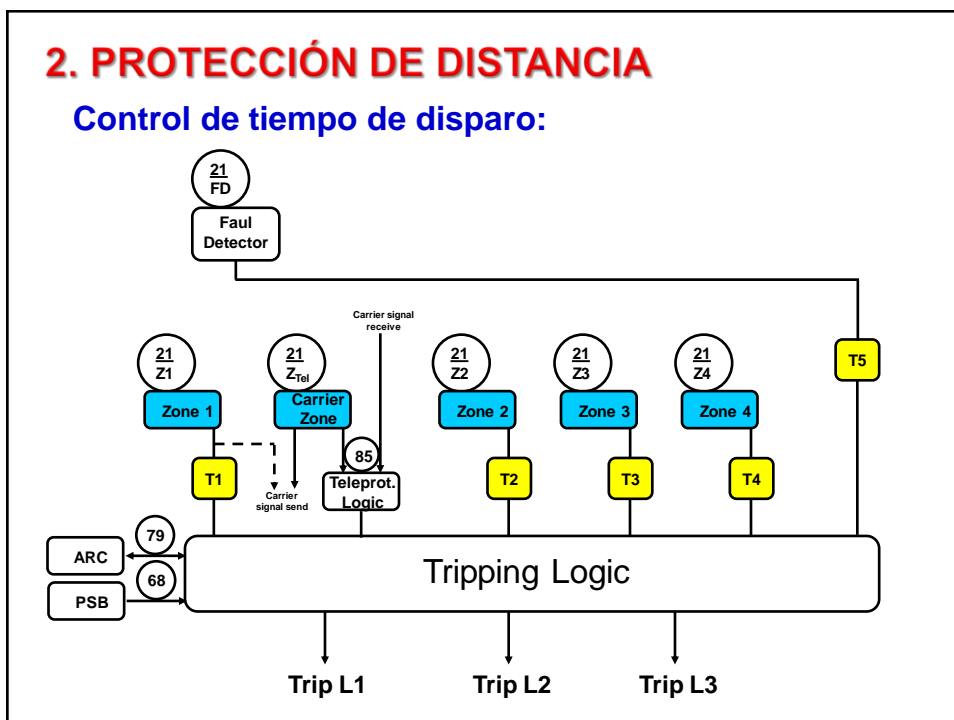 2. PROTECCIÓN DE DISTANCIA
Control de tiempo de disparo:
21
FD
Faul
Detector
Carrier signal
receive
21
Z1
Zone 1
21
ZTel
Carrier
Zone
21
Z2
Zone 2
21
Z3
Zone 3
21
Z4
Zone 4
T5
T1
Carrier
signal send
85
Teleprot.
Logic
T2
T3
T4
ARC
79
PSB
68
Tripping Logic
Trip L1
Trip L2
Trip L3